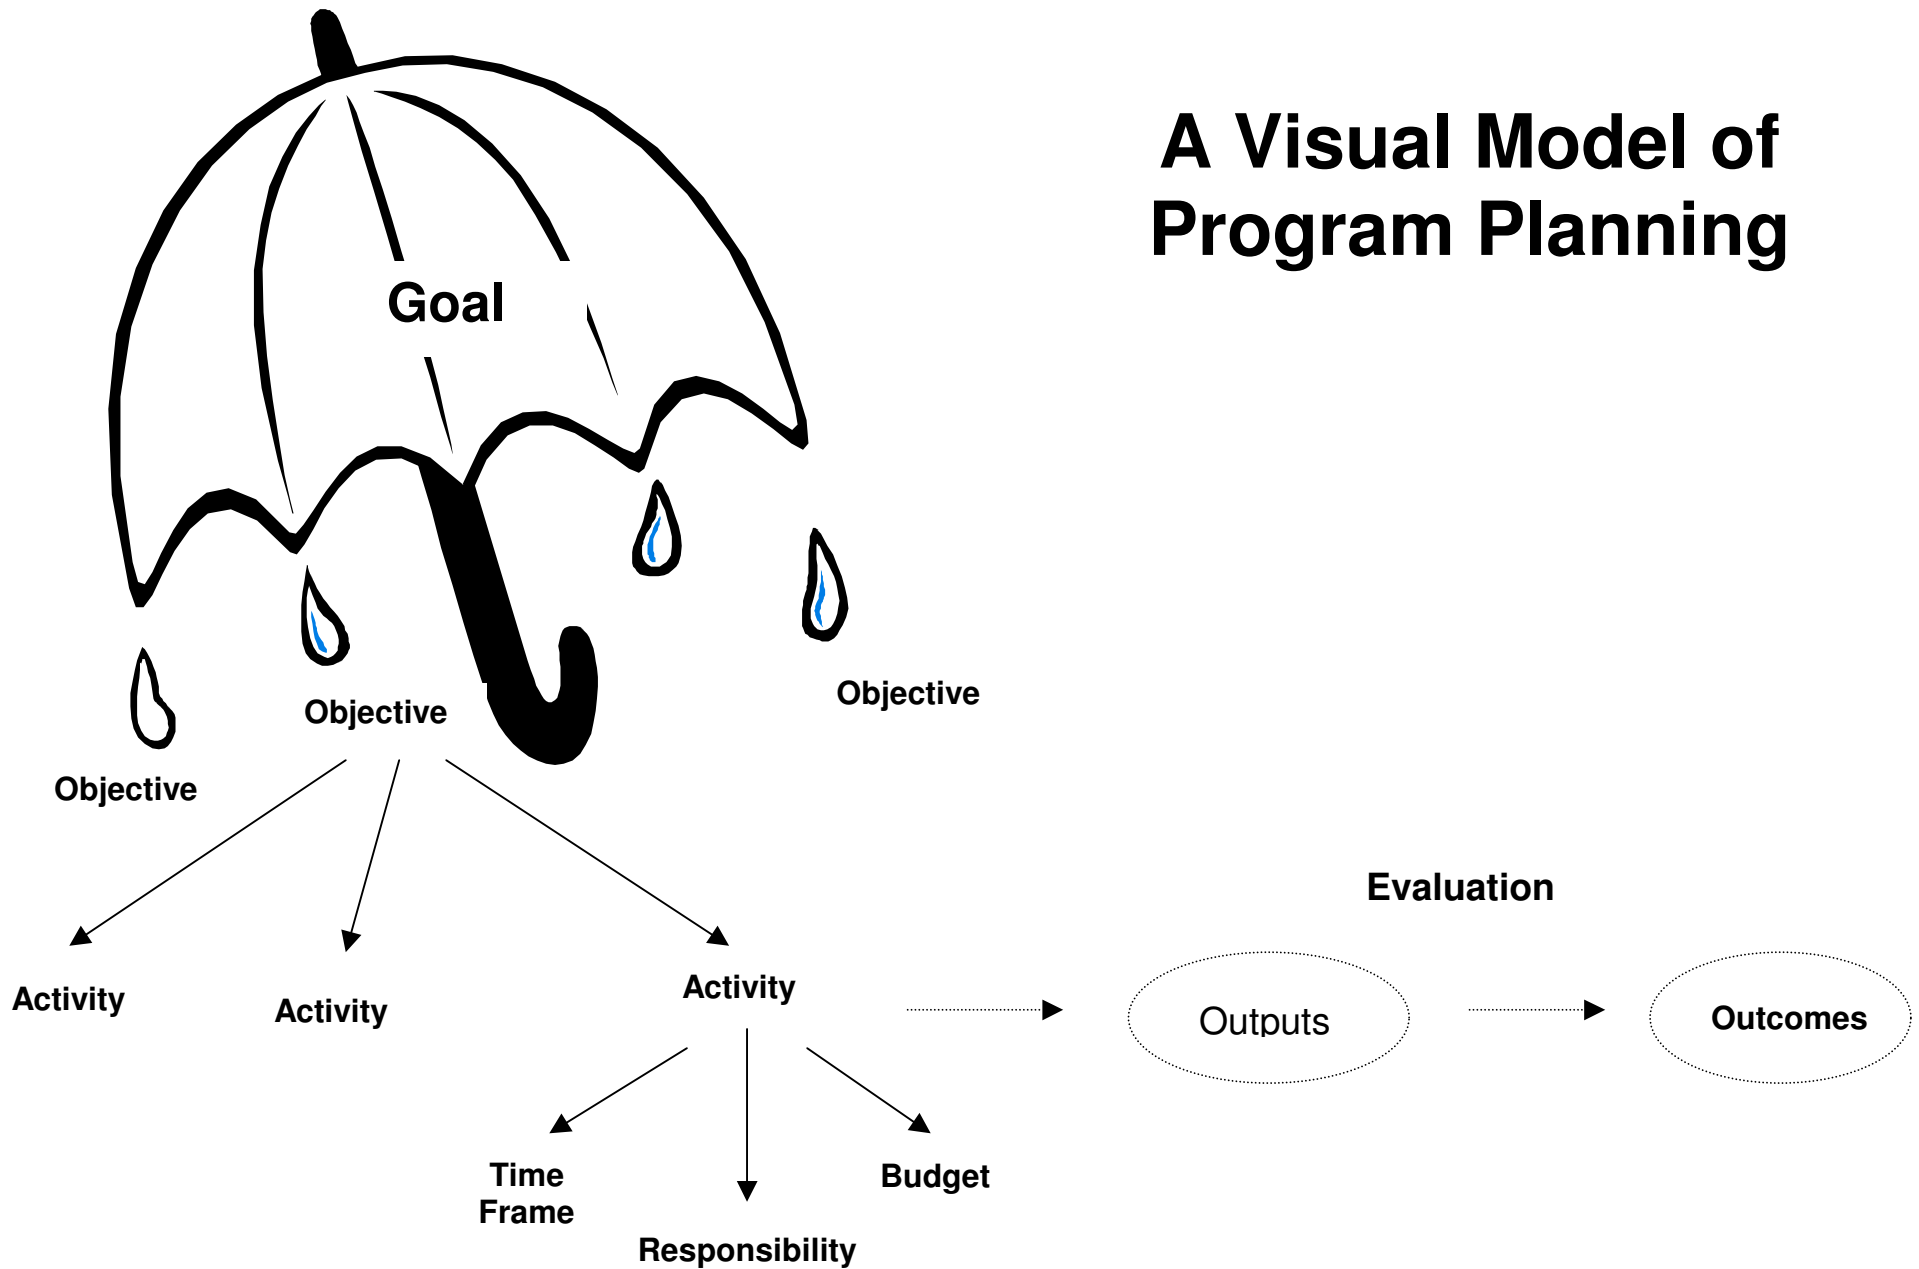 A Visual Model of
Program Planning
Goal
Objective
Objective
Objective
Evaluation
Activity
Activity
Activity
Outputs
Outcomes
Time
Frame
Budget
Responsibility